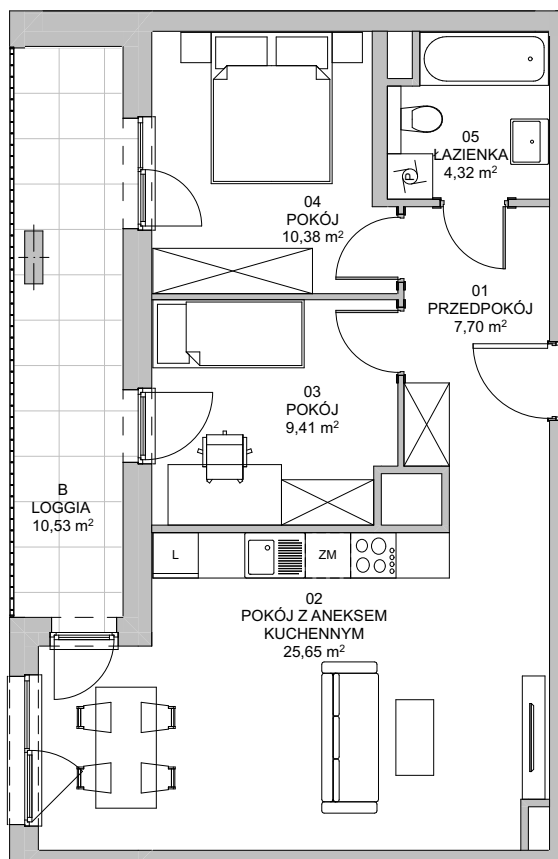 05
ŁAZIENKA
4,32 m²
P
04
POKÓJ
10,38 m²
01
PRZEDPOKÓJ
7,70 m²
03
POKÓJ
9,41 m²
B
LOGGIA
10,53 m²
L
ZM
02
POKÓJ Z ANEKSEM
KUCHENNYM
25,65 m²